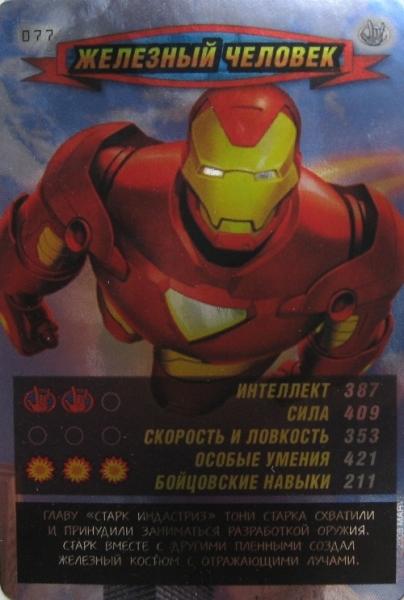 077
ЖЕЛЕЗНЫЙ ЧЕЛОВЕК
ИНТЕЛЛЕКТ 387
СИЛА 409
СКОРОСТЬ И ЛОВКОСТЬ 353
ОСОБЫЕ УМЕНИЯ 421
БОЙЦОВСКИЕ НАВЫКИ 211
ГЛАВУ «СТАРК ИНДАСТРИЗ» ТОНИ СТАРКА СХВАТИЛИ
И ПРИНУДИЛИ ЗАНИМАТЬСЯ РАЗРАБОТКОЙ ОРУЖИЯ.
СТАРК ВМЕСТЕ С ДРУГИМИ ПЛЕННЫМИ СОЗДАЛ
ЖЕЛЕЗНЫЙ КОСТЮМ С ОТРАЖАЮЩИМИ ЛУЧАМИ.